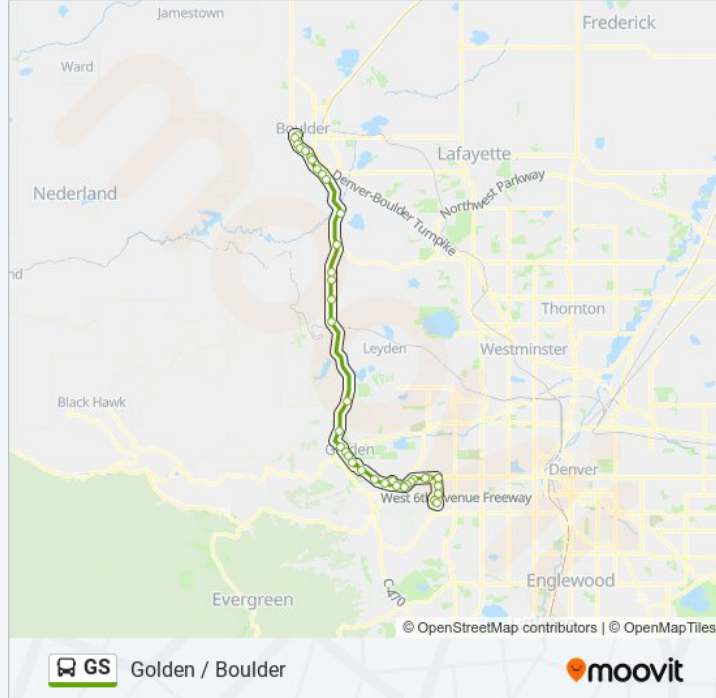 Jamestown
Frederick
Ward
Boulder
Lafayette
Nederland
Denver-Boulder Turnpike
Northwest Parkway
nd
Thornton
Leyden
Westminster
Black Hawk
Golden
Denver
West 6th Avenue Freeway
Englewood
C-470
Evergreen
© OpenStreetMap contributors | © OpenMapTiles
GS Golden / Boulder
moovit